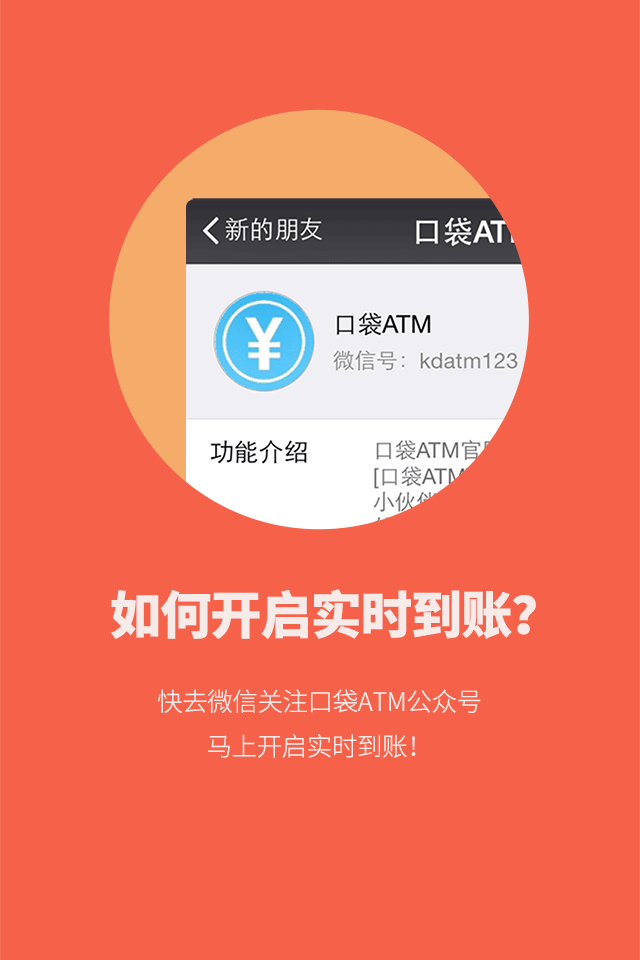 新的朋友
口袋AT
口袋ATM
微信号：kdatm123
功能介绍
口袋ATM官
[口袋ATM
小伙伴
如何开启实时到账？
快去微信关注口袋ATM公众号
马上开启实时到账！